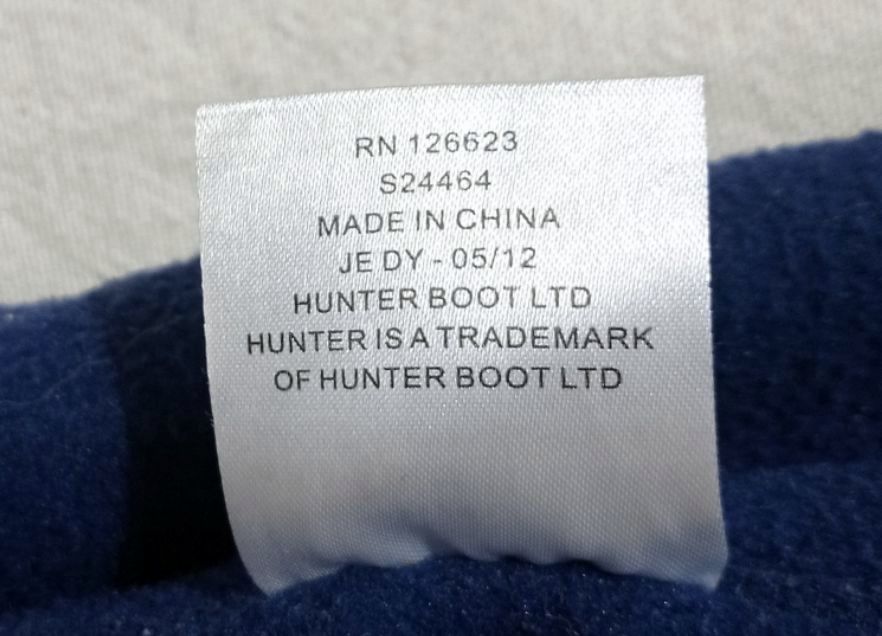 RN 126623
S24464
MADE IN CHINA
JE DY - 05/12
HUNTER BOOT LTD
HUNTER IS A TRADEMARK
OF HUNTER BOOT LTD